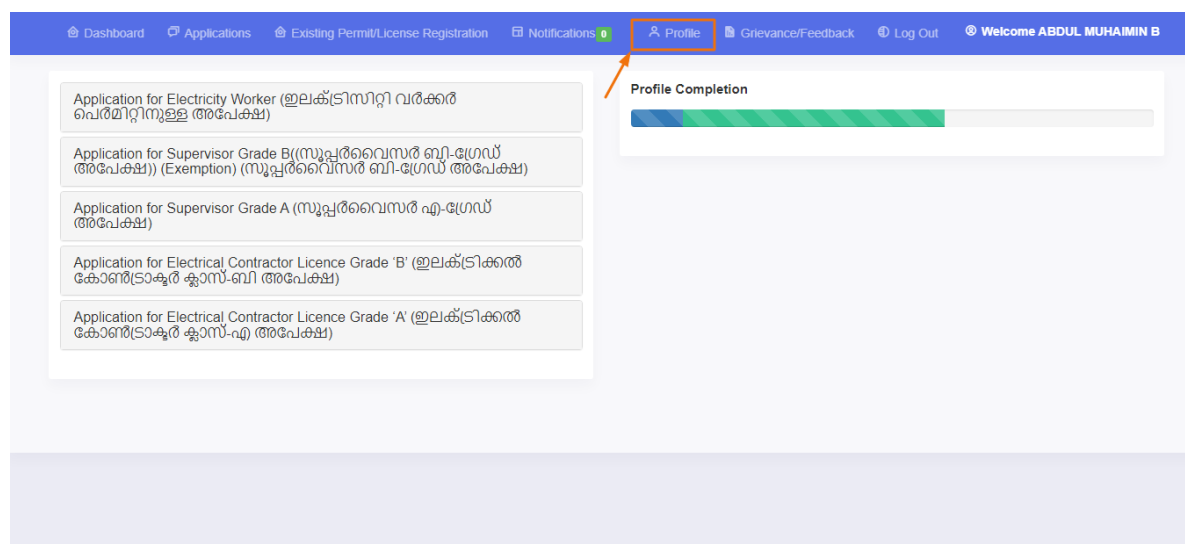 Dashboard Applications Existing Permit/License Registration Notifications 0 Profile Grievance/Feedback Log Out Welcome ABDUL MUHAIMIN B
Application for Electricity Worker (ഇലക്ട്രിസിറ്റി വർക്കർ
പെർമിറ്റിനുള്ള അപേക്ഷ)
Application for Supervisor Grade B((സൂപ്പർവൈസർ ബി-ഗ്രേഡ്
അപേക്ഷ)) (Exemption) (സൂപ്പർവൈസർ ബി-ഗ്രേഡ് അപേക്ഷ)
Application for Supervisor Grade A (സൂപ്പർവൈസർ എ-ഗ്രേഡ്
അപേക്ഷ)
Application for Electrical Contractor Licence Grade ‘B’ (ഇലക്ട്രിക്കൽ
കോൺട്രാക്ടർ ക്ലാസ്-ബി അപേക്ഷ)
Application for Electrical Contractor Licence Grade ‘A’ (ഇലക്ട്രിക്കൽ
കോൺട്രാക്ടർ ക്ലാസ്-എ) അപേക്ഷ)
Profile Completion